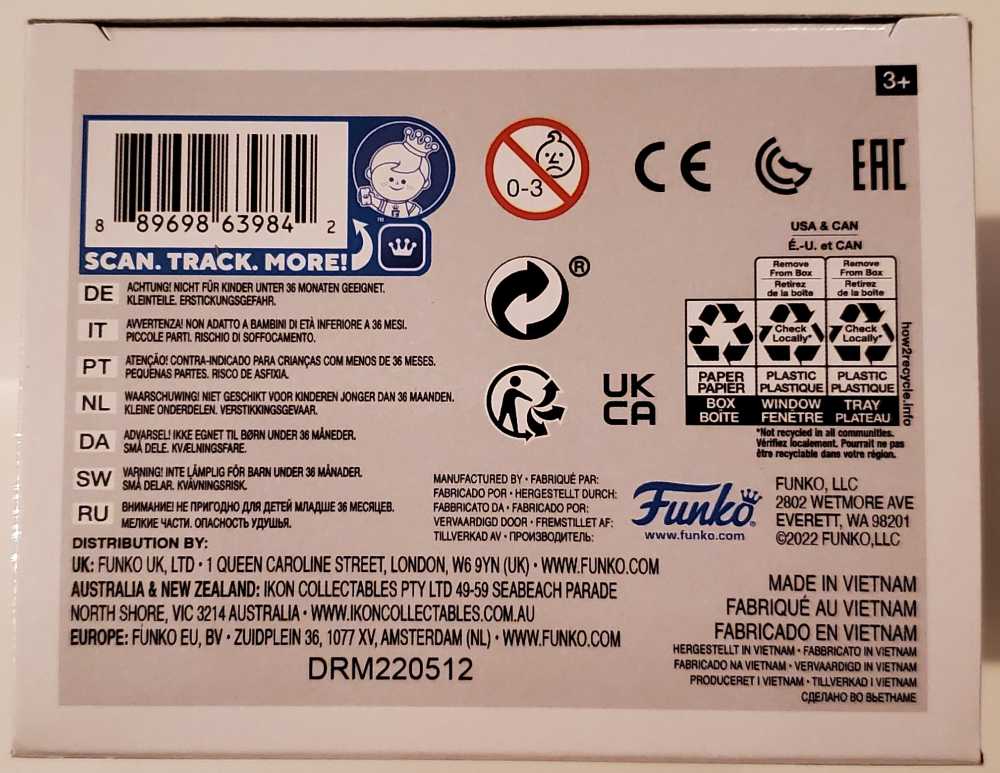 3+
8 89698 63984 2
SCAN. TRACK. MORE!
™
0-3
CE
EAC
DE ACHTUNG! NICHT FÜR KINDER UNTER 36 MONATEN GEEIGNET.
KLEINTEILE. ERSTICKUNGSGEFAHR.
IT AVVERTENZA! NON ADATTO A BAMBINI DI ETÀ INFERIORE A 36 MESI.
PICCOLE PARTI. RISCHIO DI SOFFOCAMENTO.
PT ATENÇÃO! CONTRA-INDICADO PARA CRIANÇAS COM MENOS DE 36 MESES.
PEQUENAS PARTES. RISCO DE ASFIXIA.
NL WAARSCHUWING! NIET GESCHIKT VOOR KINDEREN JONGER DAN 36 MAANDEN.
KLEINE ONDERDELEN. VERSTIKKINGSGEVAAR.
DA ADVARSEL! IKKE EGNET TIL BØRN UNDER 36 MÅNEDER.
SMÅ DELE. KVÆLNINGSFARE.
SW VARNING! INTE LÄMPLIG FÖR BARN UNDER 36 MÅNADER.
SMÅ DELAR. KVÄVNINGSRISK.
RU ВНИМАНИЕ! НЕ ПРИГОДНО ДЛЯ ДЕТЕЙ МЛАДШЕ 36 МЕСЯЦЕВ.
МЕЛКИЕ ЧАСТИ. ОПАСНОСТЬ УДУШЬЯ.
®
UK
CA
USA & CAN
É.-U. et CAN
Remove From Box
Retirez de la boîte
Remove From Box
Retirez de la boîte
Check Locally*
Check Locally*
PAPER
PAPIER
BOX
BOÎTE
PLASTIC
PLASTIQUE
WINDOW
FENÊTRE
PLASTIC
PLASTIQUE
TRAY
PLATEAU
how2recycle.info
*Not recycled in all communities.
Vérifiez localement. Pourrait ne pas
être recyclable dans votre région.
MANUFACTURED BY • FABRIQUÉ PAR:
FABRICADO POR • HERGESTELLT DURCH:
FABBRICATO DA • FABRICADO POR:
VERVAARDIGD DOOR • FREMSTILLET AF:
TILLVERKAD AV • ПРОИЗВОДИТЕЛЬ:
Funko®
www.funko.com
FUNKO, LLC
2802 WETMORE AVE
EVERETT, WA 98201
©2022 FUNKO,LLC
DISTRIBUTION BY:
UK: FUNKO UK, LTD • 1 QUEEN CAROLINE STREET, LONDON, W6 9YN (UK) • WWW.FUNKO.COM
AUSTRALIA & NEW ZEALAND: IKON COLLECTABLES PTY LTD 49-59 SEABEACH PARADE
NORTH SHORE, VIC 3214 AUSTRALIA • WWW.IKONCOLLECTABLES.COM.AU
EUROPE: FUNKO EU, BV • ZUIDPLEIN 36, 1077 XV, AMSTERDAM (NL) • WWW.FUNKO.COM
DRM220512
MADE IN VIETNAM
FABRIQUÉ AU VIETNAM
FABRICADO EN VIETNAM
HERGESTELLT IN VIETNAM • FABBRICATO IN VIETNAM
FABRICADO NA VIETNAM • VERVAARDIGD IN VIETNAM
PRODUCERET I VIETNAM • TILLVERKAD I VIETNAM
СДЕЛАНО ВО ВЬЕТНАМЕ